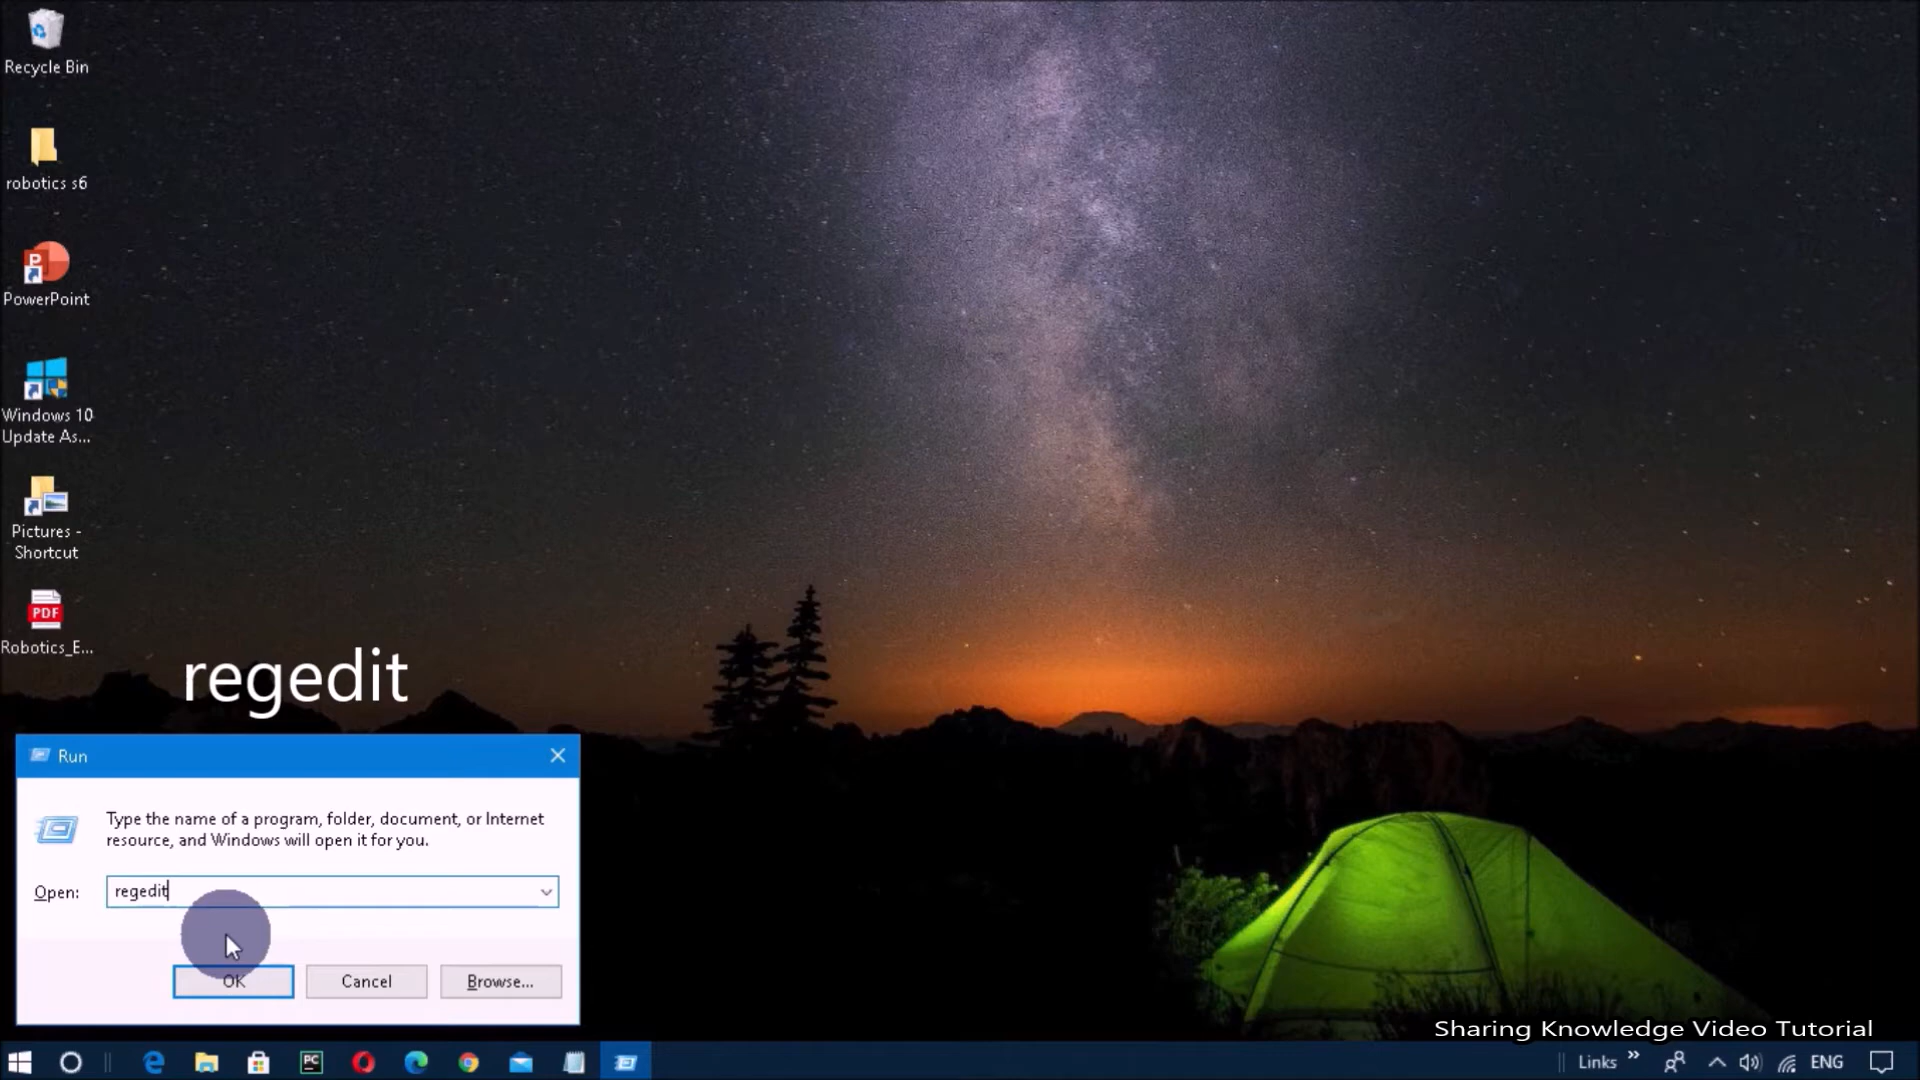 Recycle Bin
robotics s6
PowerPoint
Windows 10
Update As...
Pictures -
Shortcut
PDF
Robotics_E...
regedit
Run
Type the name of a program, folder, document, or Internet
resource, and Windows will open it for you.
Open: regedit
OK Cancel Browse...
Sharing Knowledge Video Tutorial
PC Links » ENG